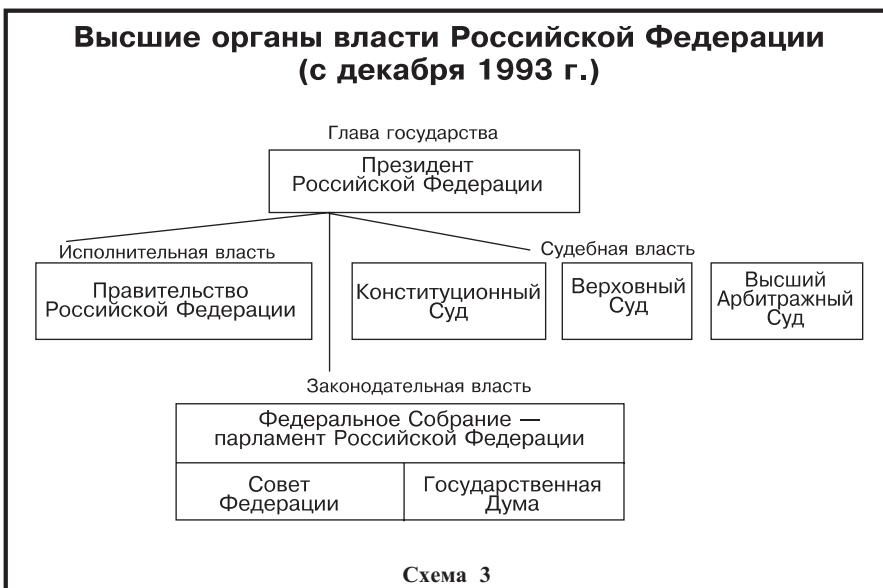 Высшие органы власти Российской Федерации
(с декабря 1993 г.)
Глава государства
Президент
Российской Федерации
Исполнительная власть
Правительство
Российской Федерации
Судебная власть
Конституционный
Суд
Верховный
Суд
Высший
Арбитражный
Суд
Законодательная власть
Федеральное Собрание —
парламент Российской Федерации
Совет
Федерации
Государственная
Дума
Схема 3